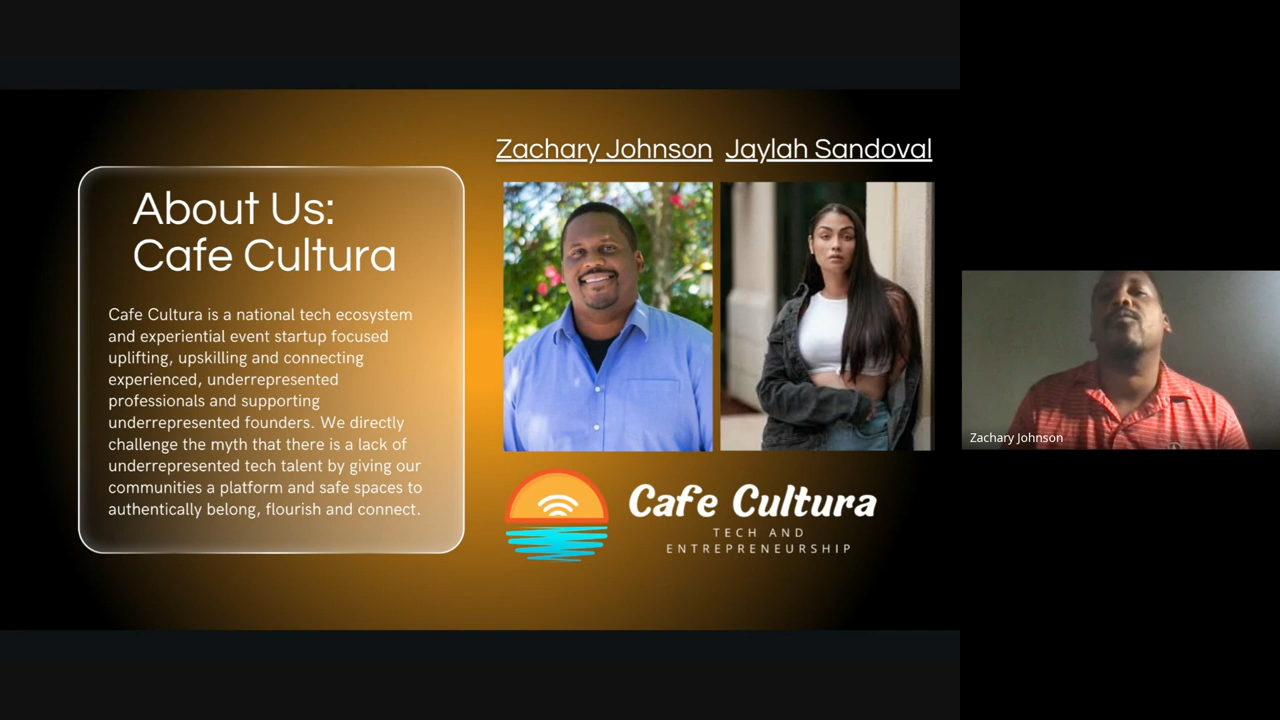 Zachary Johnson Jaylah Sandoval
About Us:
Cafe Cultura
Cafe Cultura is a national tech ecosystem
and experiential event startup focused
uplifting, upskilling and connecting
experienced, underrepresented
professionals and supporting
underrepresented founders. We directly
challenge the myth that there is a lack of
underrepresented tech talent by giving our
communities a platform and safe spaces to
authentically belong, flourish and connect.
Cafe Cultura
TECH AND
ENTREPRENEURSHIP
Zachary Johnson